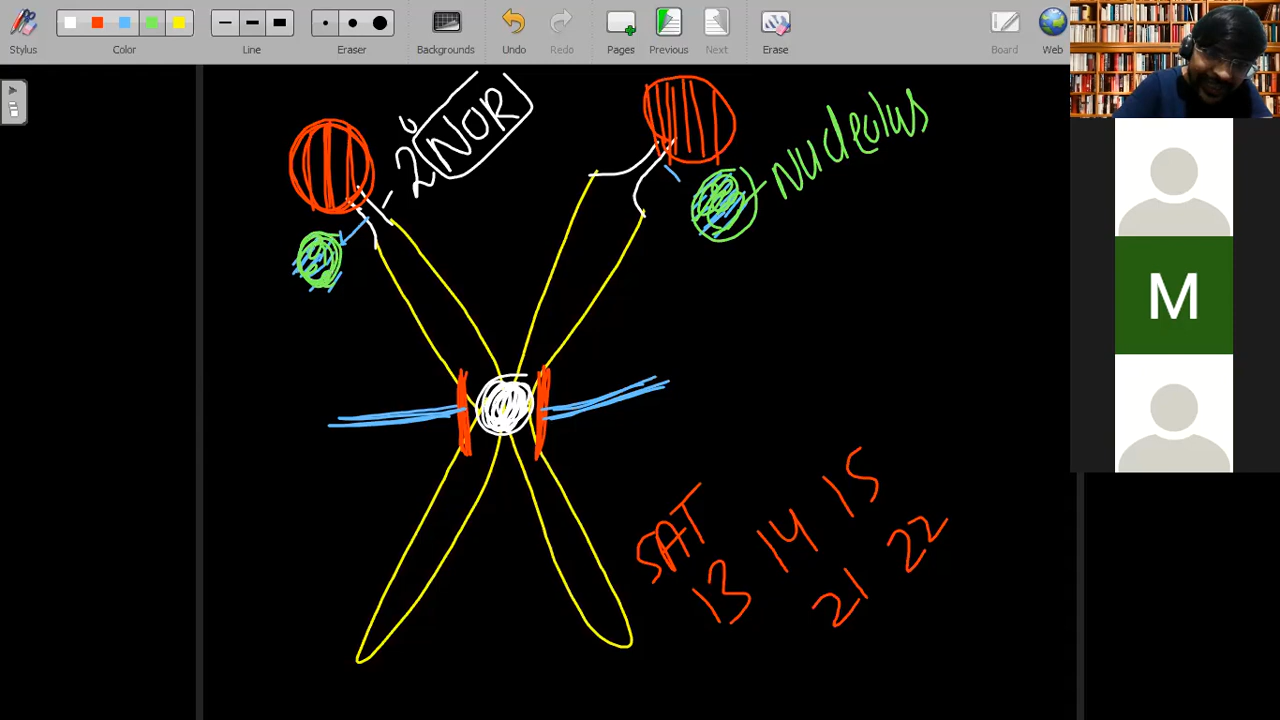 Stylus
Color
Line
Eraser
Backgrounds
Undo
Redo
Pages
Previous
Next
Erase
Board
Web
2° NOR
nucleolus
M
SAT
13 14 15
21 22